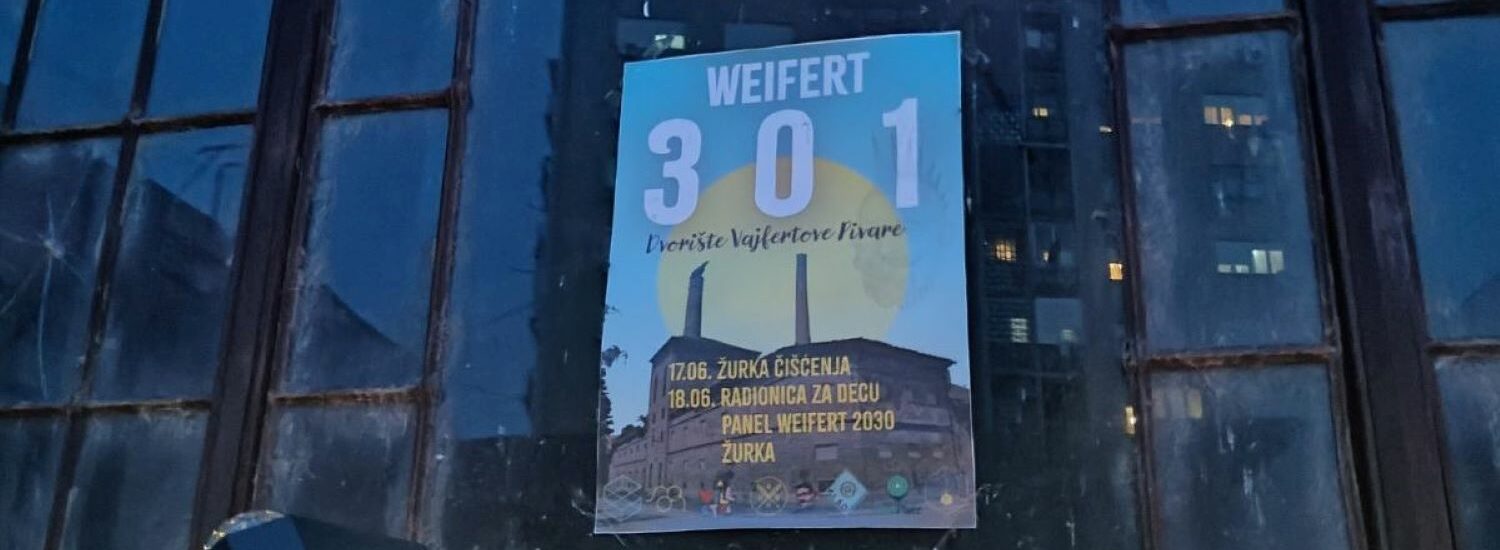 WEIFERT
301
Dvorište Vajfertove Pivare
17.06. ŽURKA ČIŠĆENJA
18.06. RADIONICA ZA DECU
PANEL WEIFERT 2030
ŽURKA